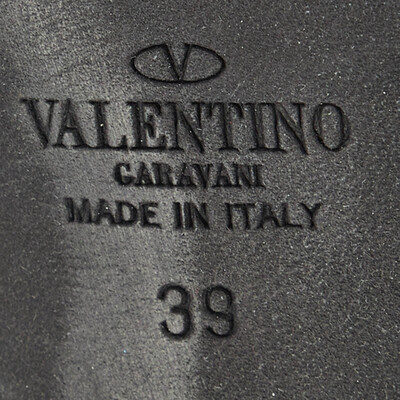 V
VALENTINO
GARAVANI
MADE IN ITALY
39